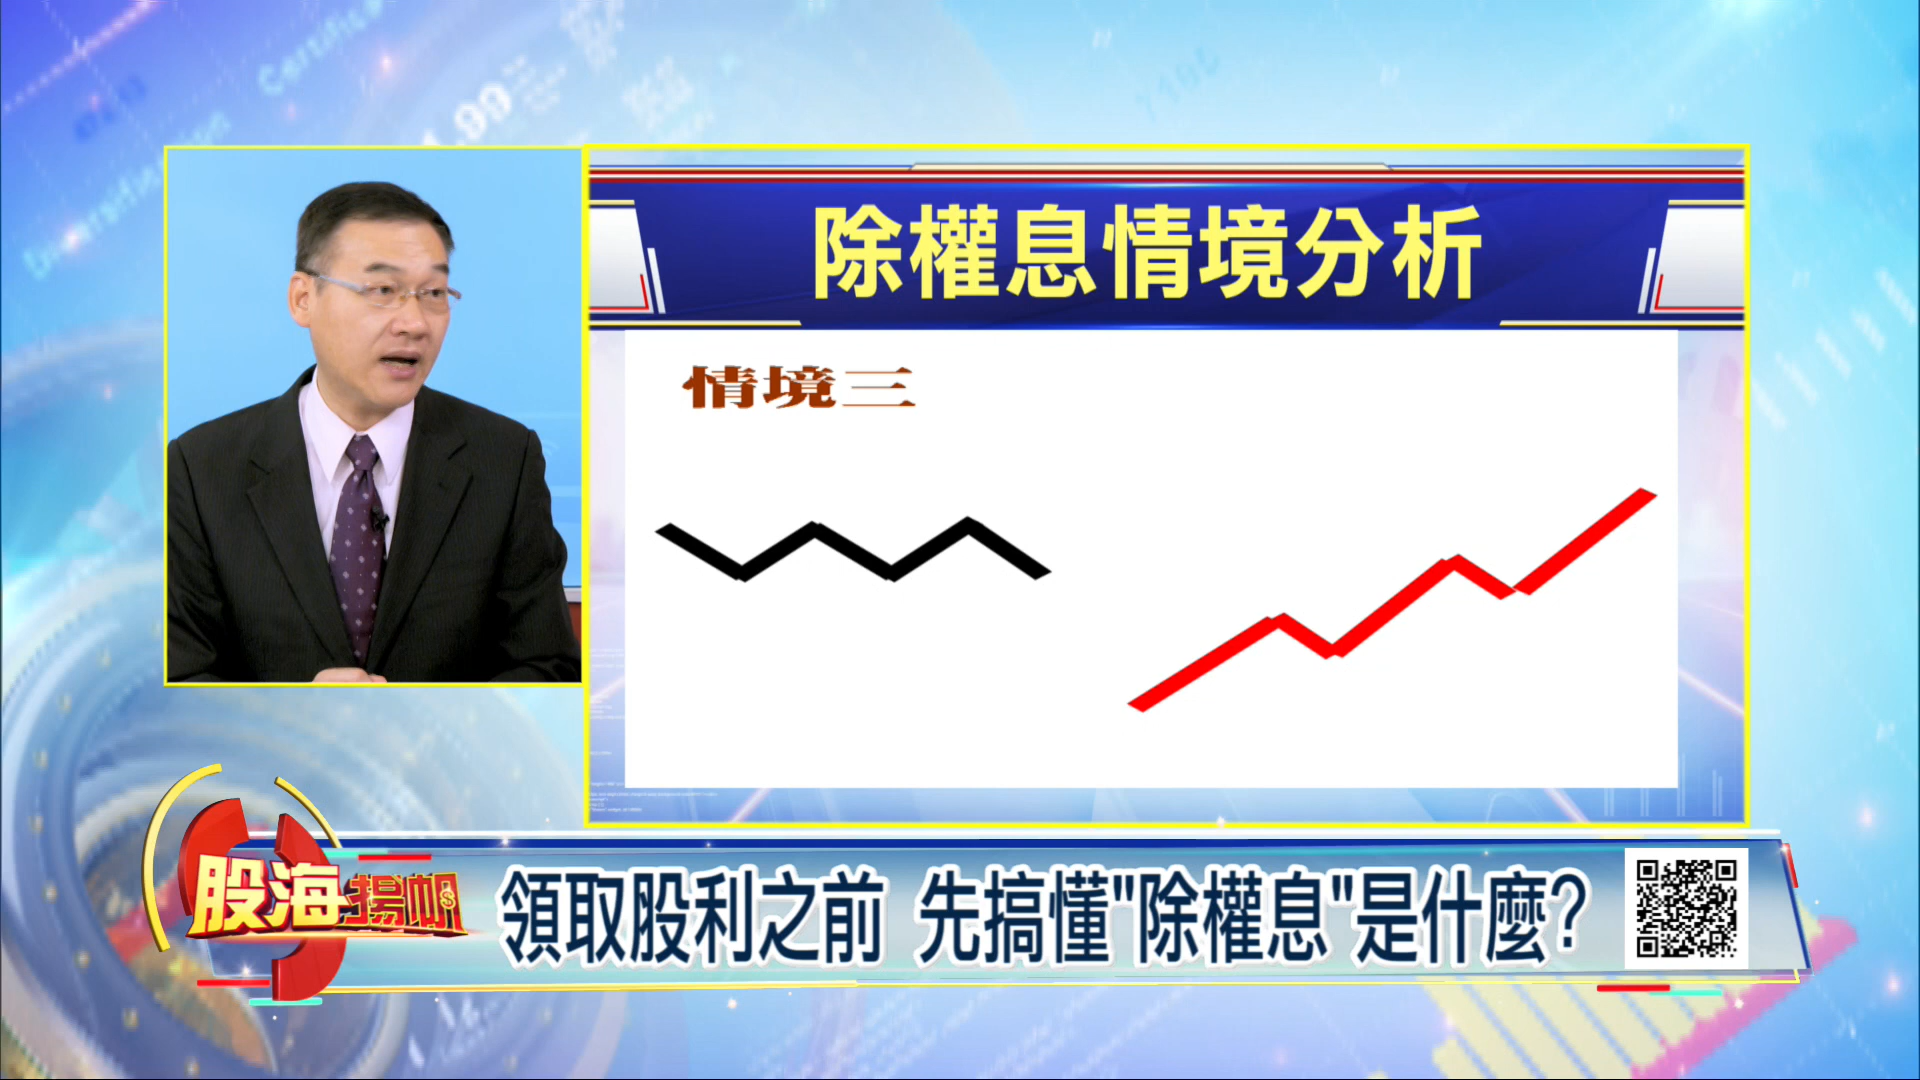 除權息情境分析
情境三
股海揚帆
領取股利之前 先搞懂"除權息"是什麼?